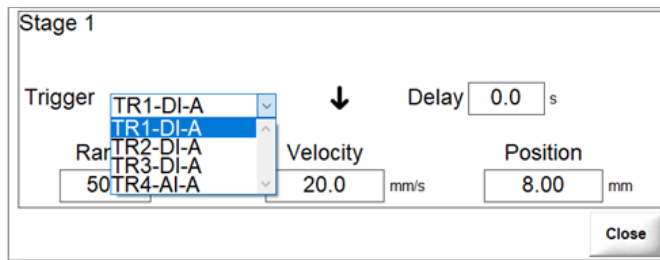 Stage 1
Trigger TR1-DI-A Delay 0.0 s
TR1-DI-A
TR2-DI-A
TR3-DI-A
TR4-AI-A
Velocity Position
50 20.0 mm/s 8.00 mm
Close